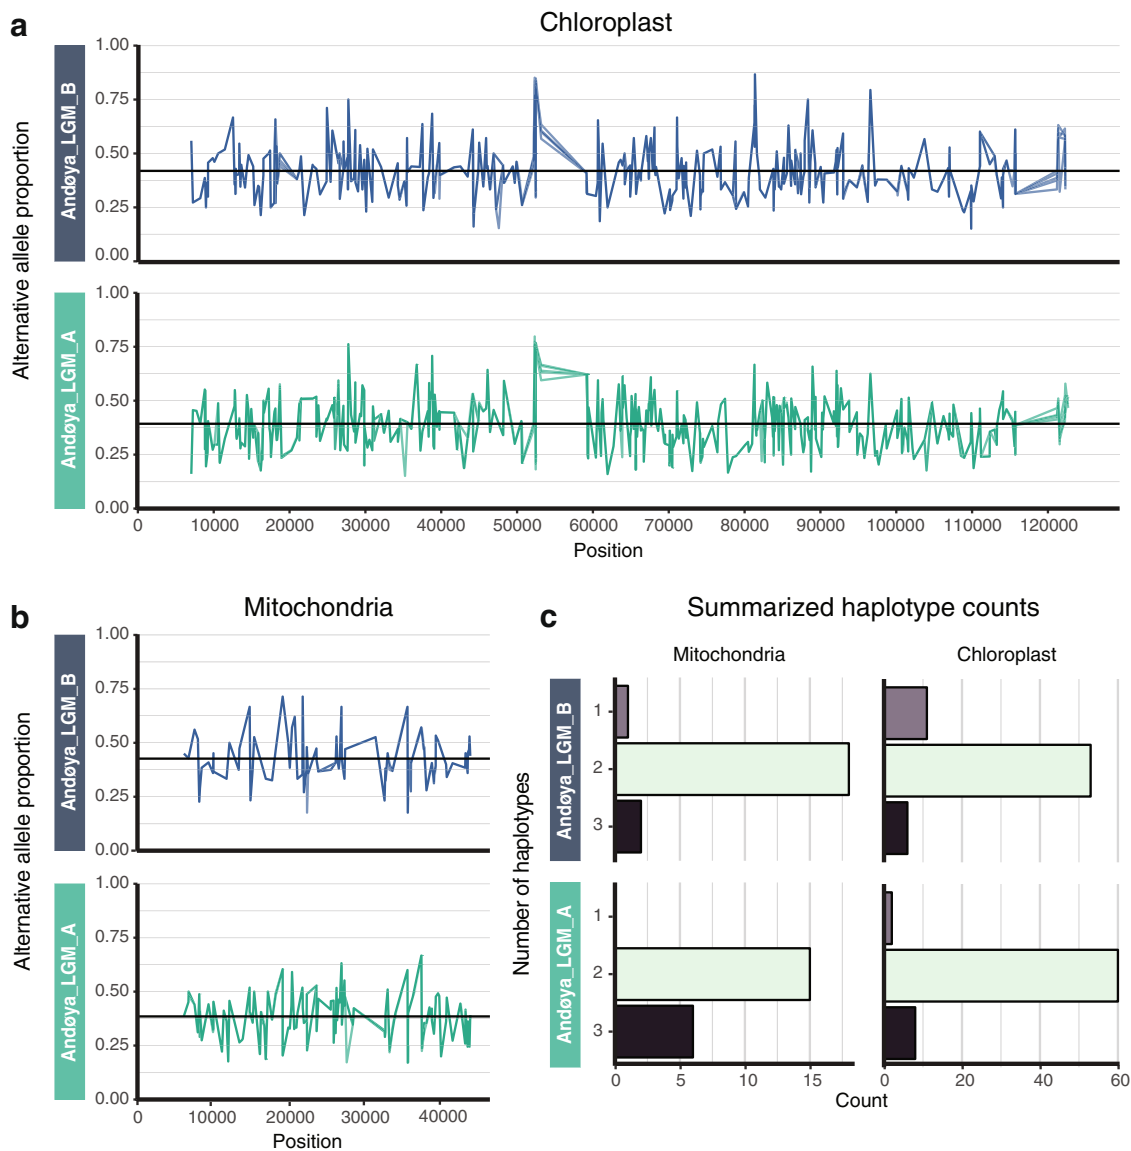 a
Chloroplast
Alternative allele proportion
Andøya_LGM_B
1.00
0.75
0.50
0.25
0.00
Andøya_LGM_A
1.00
0.75
0.50
0.25
0.00
0 10000 20000 30000 40000 50000 60000 70000 80000 90000 100000 110000 120000
Position
b
Mitochondria
Alternative allele proportion
Andøya_LGM_B
1.00
0.75
0.50
0.25
0.00
Andøya_LGM_A
1.00
0.75
0.50
0.25
0.00
0 10000 20000 30000 40000
Position
c
Summarized haplotype counts
Mitochondria Chloroplast
Number of haplotypes
Andøya_LGM_B
1
2
3
Andøya_LGM_A
1
2
3
0 5 10 15 0 20 40 60
Count